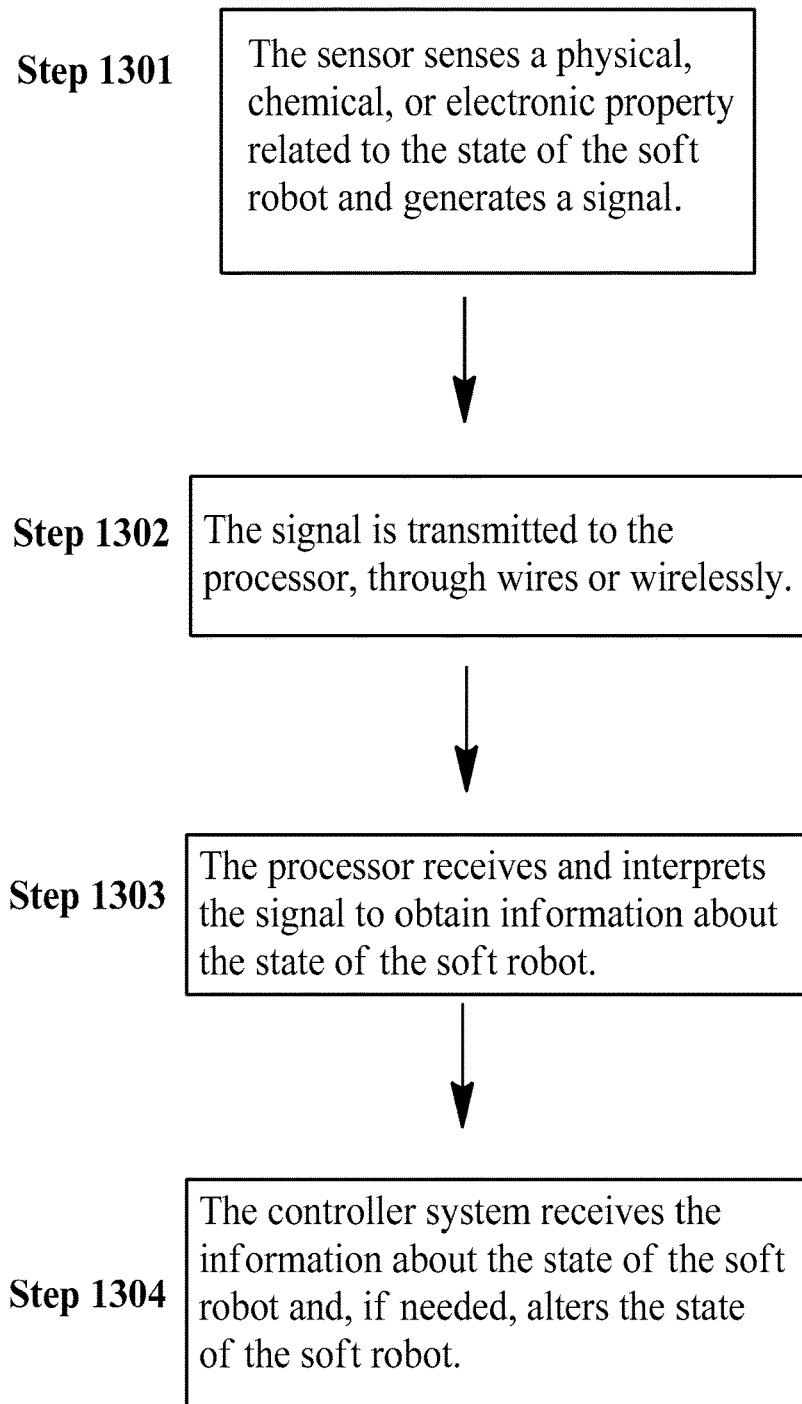 Step 1301
The sensor senses a physical,
chemical, or electronic property
related to the state of the soft
robot and generates a signal.
Step 1302
The signal is transmitted to the
processor, through wires or wirelessly.
Step 1303
The processor receives and interprets
the signal to obtain information about
the state of the soft robot.
Step 1304
The controller system receives the
information about the state of the soft
robot and, if needed, alters the state
of the soft robot.